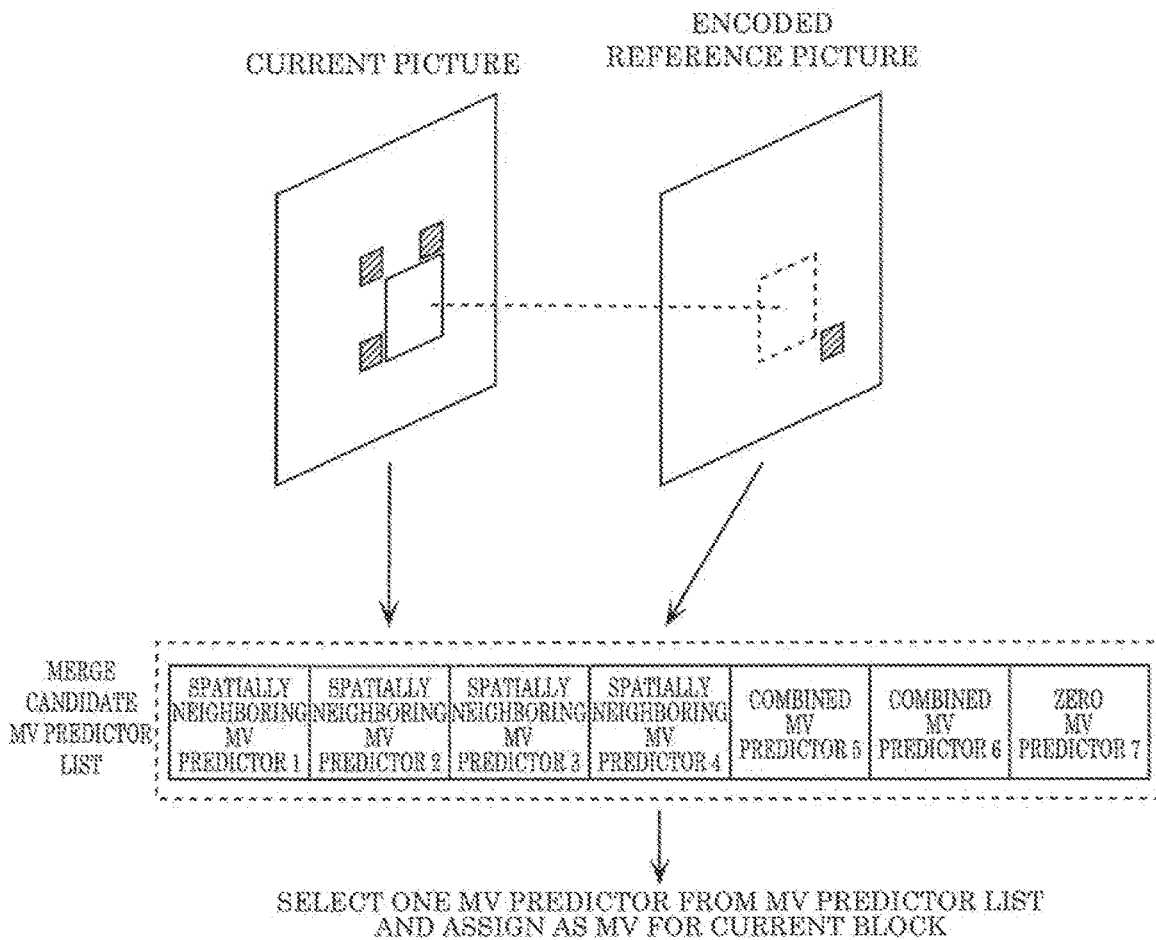 CURRENT PICTURE
ENCODED
REFERENCE PICTURE
MERGE
CANDIDATE
MV PREDICTOR
LIST
SPATIALLY
NEIGHBORING
MV
PREDICTOR 1
SPATIALLY
NEIGHBORING
MV
PREDICTOR 2
SPATIALLY
NEIGHBORING
MV
PREDICTOR 3
SPATIALLY
NEIGHBORING
MV
PREDICTOR 4
COMBINED
MV
PREDICTOR 5
COMBINED
MV
PREDICTOR 6
ZERO
MV
PREDICTOR 7
SELECT ONE MV PREDICTOR FROM MV PREDICTOR LIST
AND ASSIGN AS MV FOR CURRENT BLOCK